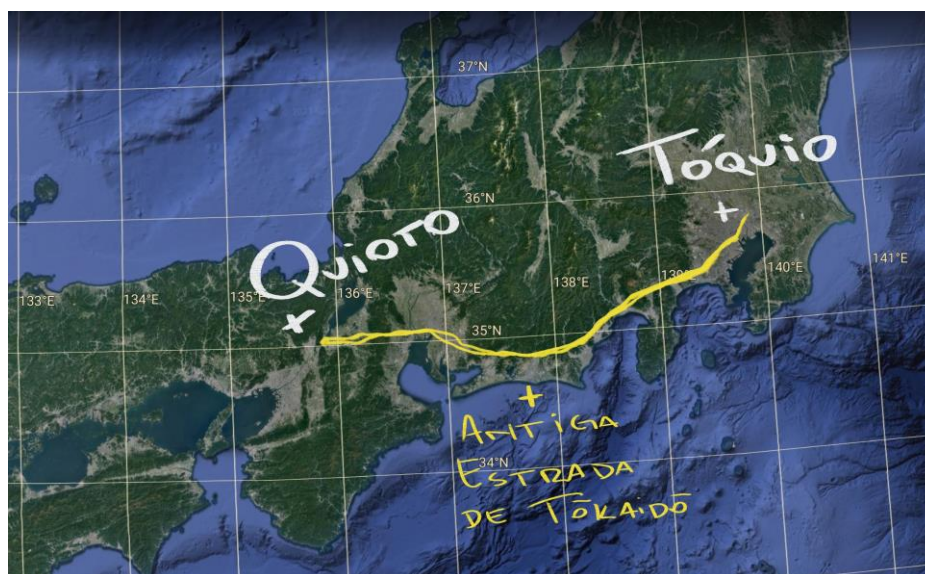 37°N
Tóquio
36°N
Quioto
133°E
134°E
135°E
136°E
137°E
138°E
139°E
140°E
141°E
35°N
+ Antiga
34°N
Estrada
de Tōkaidō